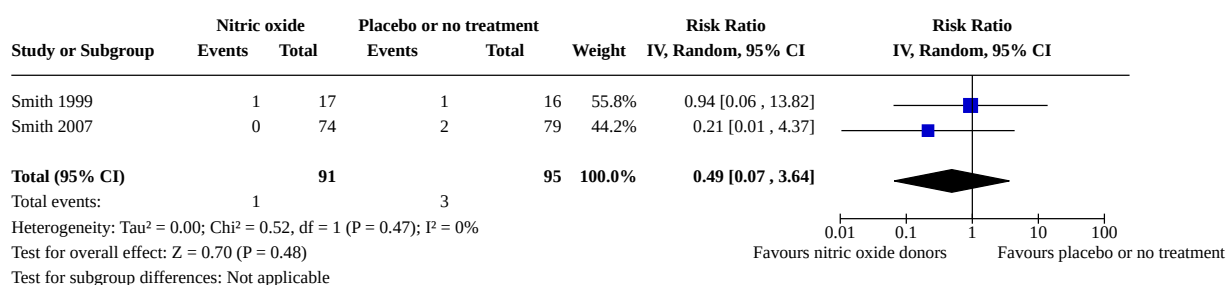 Nitric oxide Placebo or no treatment Risk Ratio Risk Ratio
Study or Subgroup Events Total Events Total Weight IV, Random, 95% CI IV, Random, 95% CI
Smith 1999 1 17 1 16 55.8% 0.94 [0.06 , 13.82]
Smith 2007 0 74 2 79 44.2% 0.21 [0.01 , 4.37]
Total (95% CI) 91 95 100.0% 0.49 [0.07 , 3.64]
Total events: 1 3
Heterogeneity: Tau² = 0.00; Chi² = 0.52, df = 1 (P = 0.47); I² = 0%
0.01 0.1 1 10 100
Test for overall effect: Z = 0.70 (P = 0.48) Favours nitric oxide donors Favours placebo or no treatment
Test for subgroup differences: Not applicable